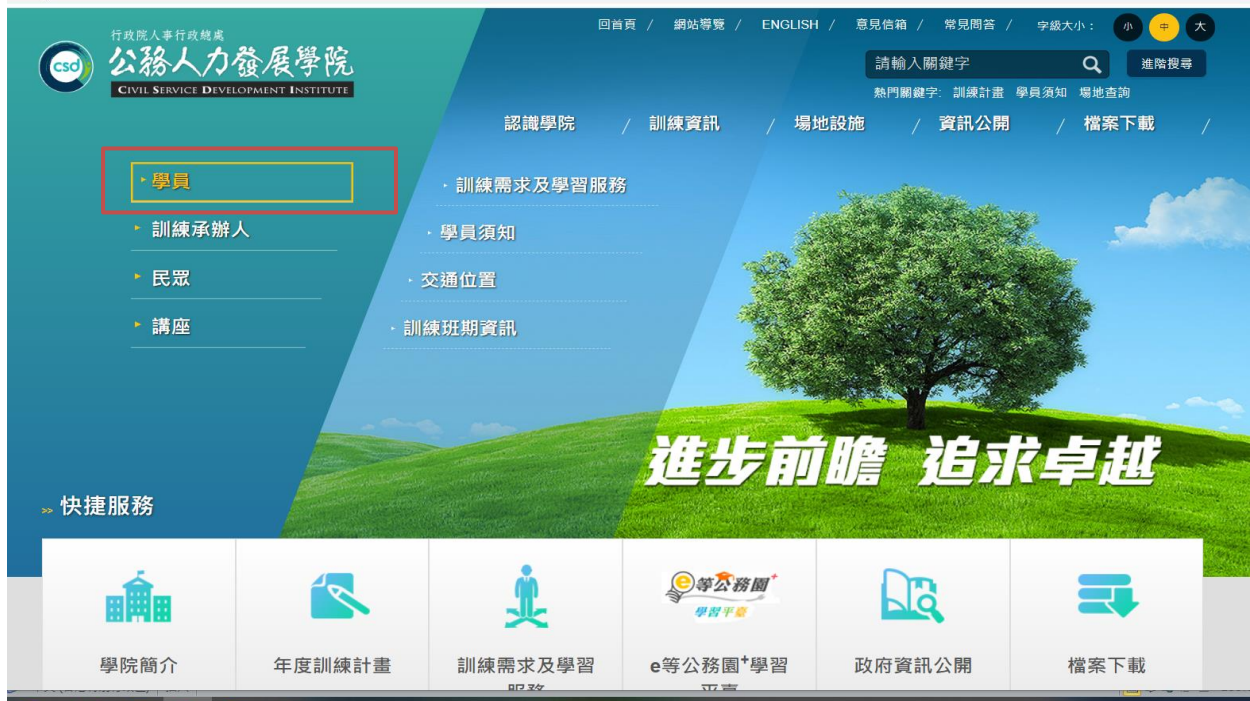 行政院人事行政總處
csd
公務人力發展學院
CIVIL SERVICE DEVELOPMENT INSTITUTE
回首頁 / 網站導覽 / ENGLISH / 意見信箱 / 常見問答 / 字級大小： 小 中 大
請輸入關鍵字
進階搜尋
熱門關鍵字: 訓練計畫 學員須知 場地查詢
認識學院 / 訓練資訊 / 場地設施 / 資訊公開 / 檔案下載 /
學員
訓練承辦人
民眾
講座
訓練需求及學習服務
學員須知
交通位置
訓練班期資訊
進步前瞻 追求卓越
快捷服務
e等公務園+
學習平臺
學院簡介
年度訓練計畫
訓練需求及學習
服務
e等公務園+學習
平臺
政府資訊公開
檔案下載